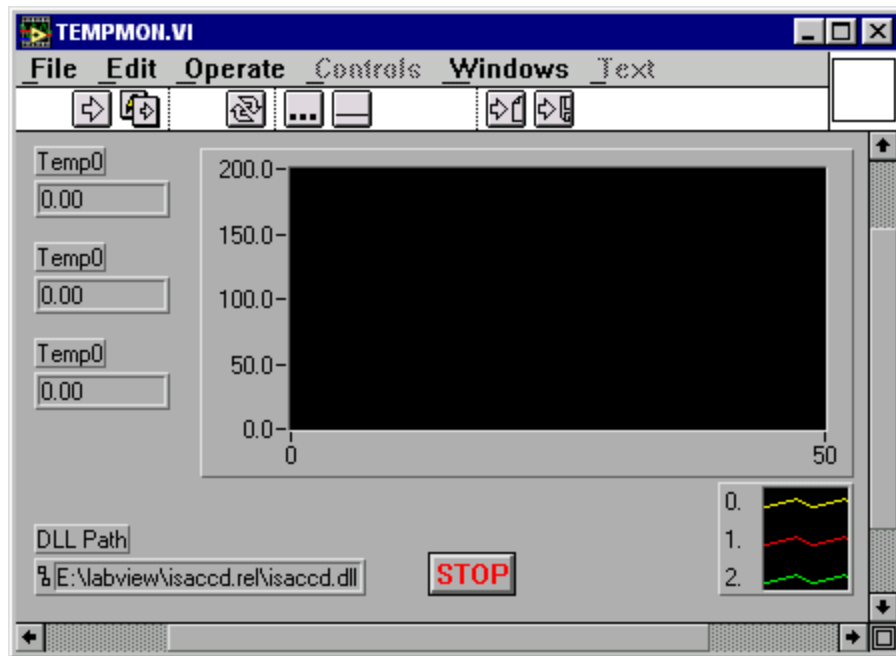 TEMPMON.VI
File Edit Operate Controls Windows Text
Temp0
0.00
Temp0
0.00
Temp0
0.00
200.0
150.0
100.0
50.0
0.0
0 50
0.
1.
2.
DLL Path
E:\labview\isaccd.rel\isaccd.dll
STOP